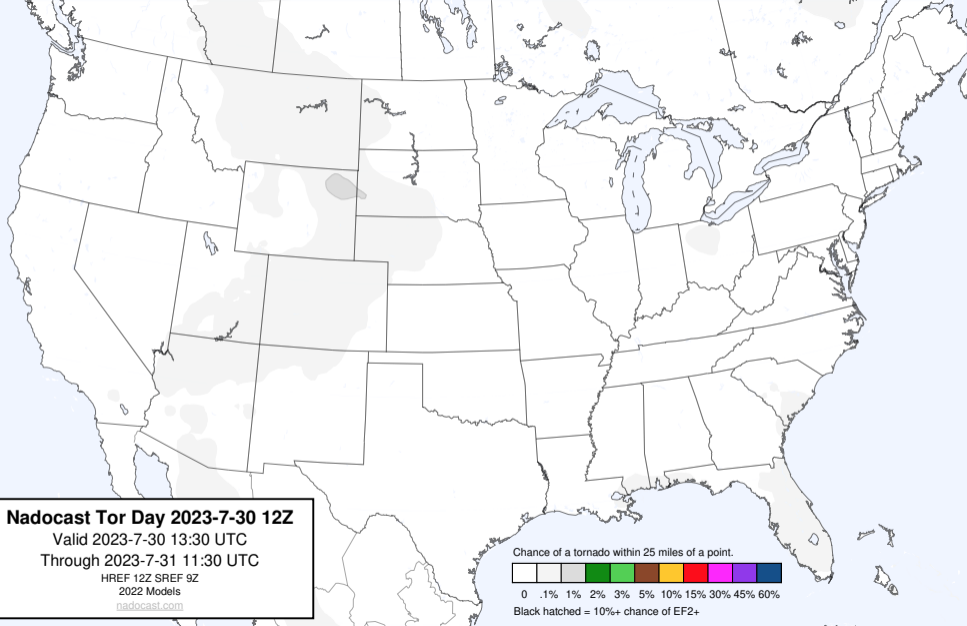 Nadocast Tor Day 2023-7-30 12Z
Valid 2023-7-30 13:30 UTC
Through 2023-7-31 11:30 UTC
HREF 12Z SREF 9Z
2022 Models
nadocast.com
Chance of a tornado within 25 miles of a point.
0 .1% 1% 2% 3% 5% 10% 15% 30% 45% 60%
Black hatched = 10%+ chance of EF2+